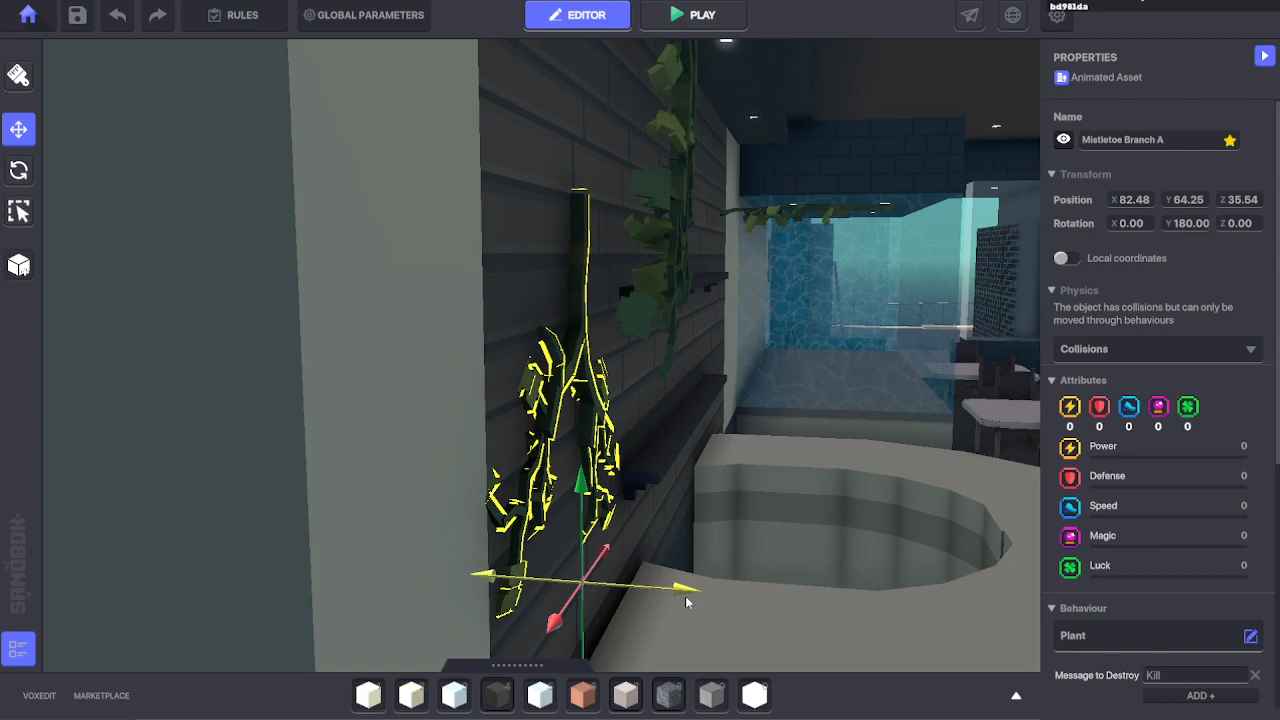 bd981da
RULES
GLOBAL PARAMETERS
EDITOR
PLAY
PROPERTIES
Animated Asset
Name
Mistletoe Branch A
Transform
Position X 82.48 Y 64.25 Z 35.54
Rotation X 0.00 Y 180.00 Z 0.00
Local coordinates
Physics
The object has collisions but can only be
moved through behaviours
Collisions
Attributes
0 0 0 0 0
Power 0
Defense 0
Speed 0
Magic 0
Luck 0
Behaviour
Plant
Message to Destroy Kill
ADD +
THE SANDBOX
VOXEDIT
MARKETPLACE